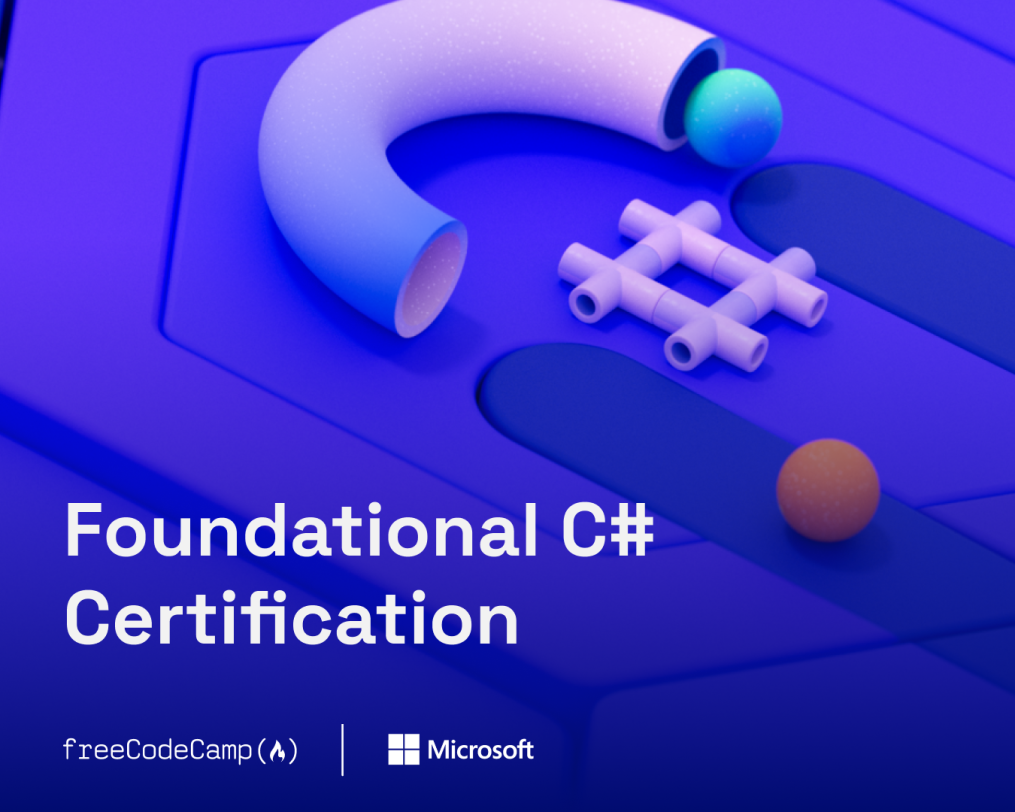 Foundational C#
Certification
freeCodeCamp(🔥) | Microsoft